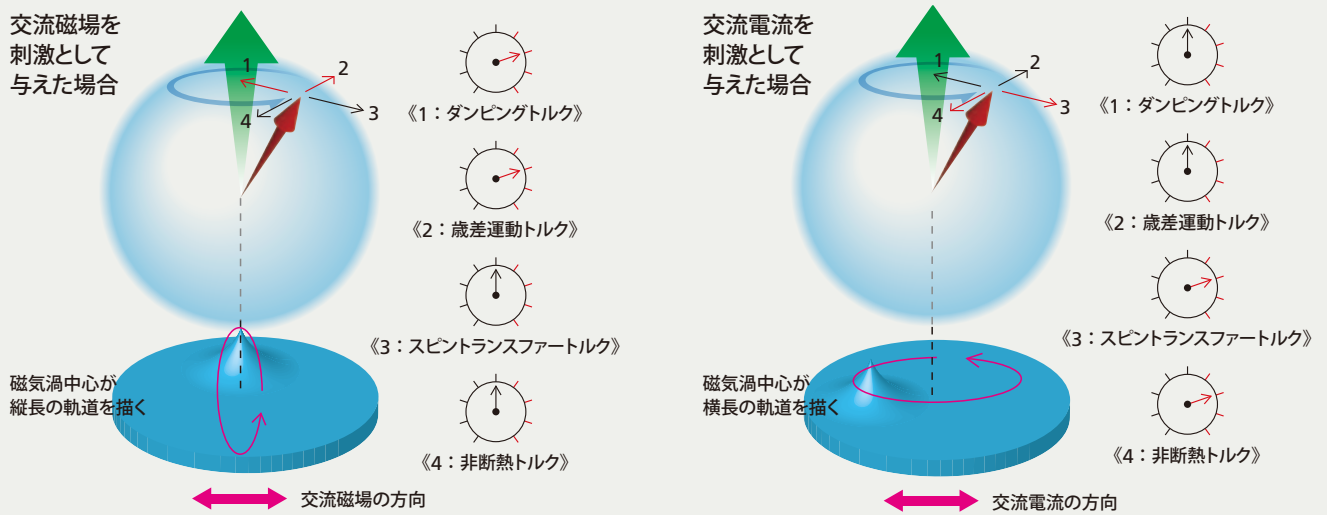 交流磁場を
刺激として
与えた場合
1
2
3
4
《1：ダンピングトルク》
《2：歳差運動トルク》
《3：スピントランスファートルク》
《4：非断熱トルク》
磁気渦中心が
縦長の軌道を描く
交流磁場の方向
交流電流を
刺激として
与えた場合
1
2
3
4
《1：ダンピングトルク》
《2：歳差運動トルク》
《3：スピントランスファートルク》
《4：非断熱トルク》
磁気渦中心が
横長の軌道を描く
交流電流の方向